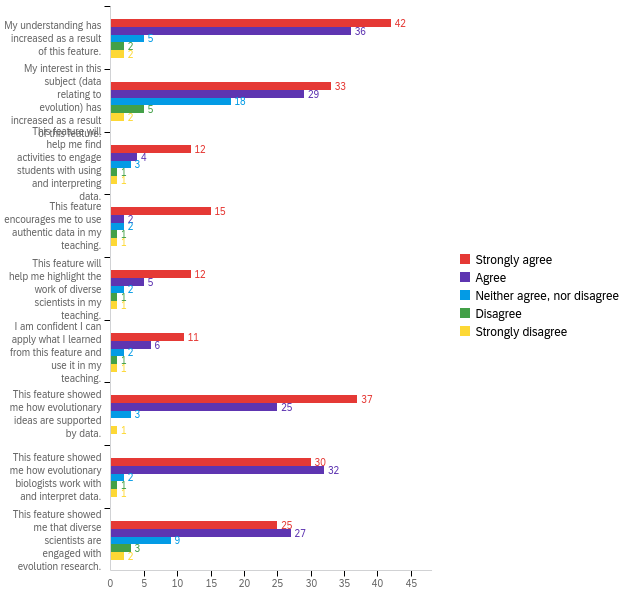 My understanding has
increased as a result
of this feature.
42
36
5
2
2
My interest in this
subject (data
relating to
evolution) has
increased as a result
of this feature.
33
29
18
5
2
This feature will
help me find
activities to engage
students with using
and interpreting
data.
12
4
3
1
1
This feature
encourages me to use
authentic data in my
teaching.
15
2
2
1
1
This feature will
help me highlight the
work of diverse
scientists in my
teaching.
12
5
2
1
1
I am confident I can
apply what I learned
from this feature and
use it in my
teaching.
11
6
2
1
1
This feature showed
me how evolutionary
ideas are supported
by data.
37
25
3
1
This feature showed
me how evolutionary
biologists work with
and interpret data.
30
32
2
1
1
This feature showed
me that diverse
scientists are
engaged with
evolution research.
25
27
9
3
2
0 5 10 15 20 25 30 35 40 45
Strongly agree
Agree
Neither agree, nor disagree
Disagree
Strongly disagree